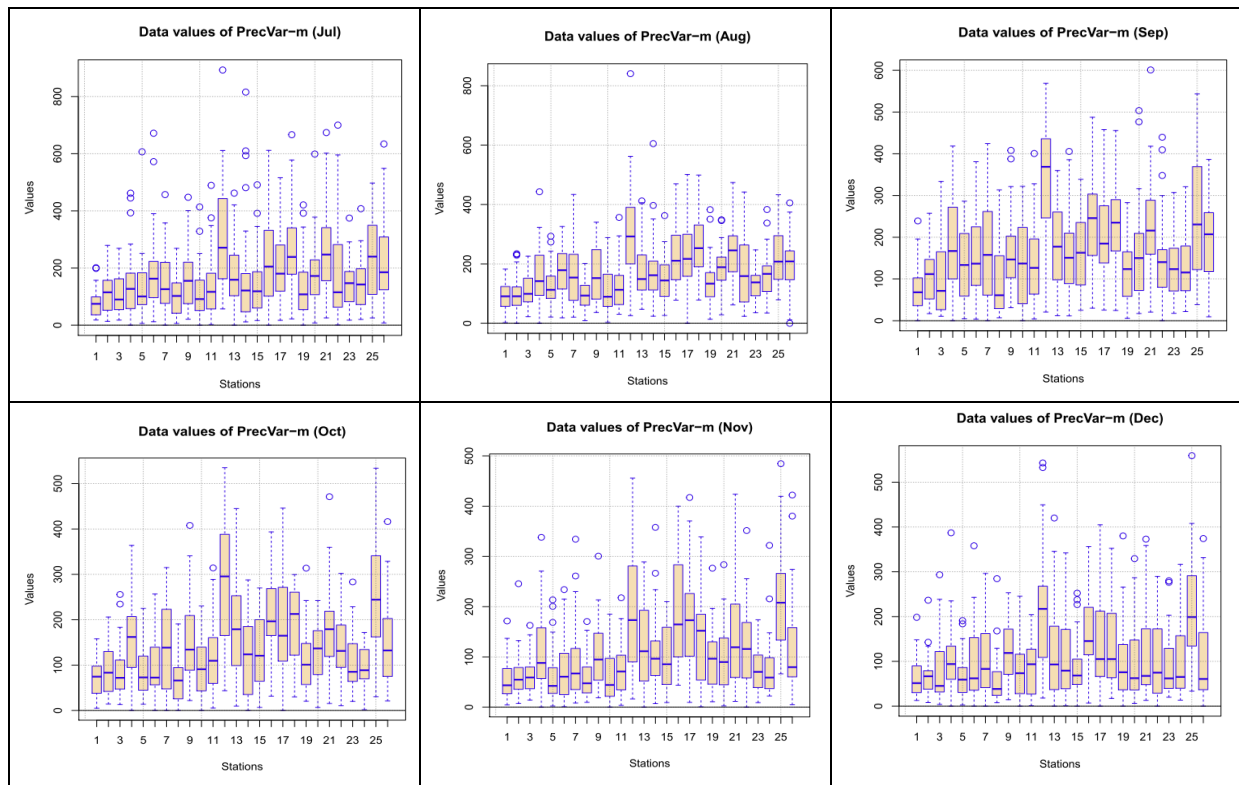 Data values of PrecVar−m (Jul)
Values
0
200
400
600
800
1 3 5 7 9 11 13 15 17 19 21 23 25
Stations
Data values of PrecVar−m (Aug)
Values
0
200
400
600
800
1 3 5 7 9 11 13 15 17 19 21 23 25
Stations
Data values of PrecVar−m (Sep)
Values
0
100
200
300
400
500
600
1 3 5 7 9 11 13 15 17 19 21 23 25
Stations
Data values of PrecVar−m (Oct)
Values
0
100
200
300
400
500
1 3 5 7 9 11 13 15 17 19 21 23 25
Stations
Data values of PrecVar−m (Nov)
Values
0
100
200
300
400
500
1 3 5 7 9 11 13 15 17 19 21 23 25
Stations
Data values of PrecVar−m (Dec)
Values
0
100
200
300
400
500
1 3 5 7 9 11 13 15 17 19 21 23 25
Stations